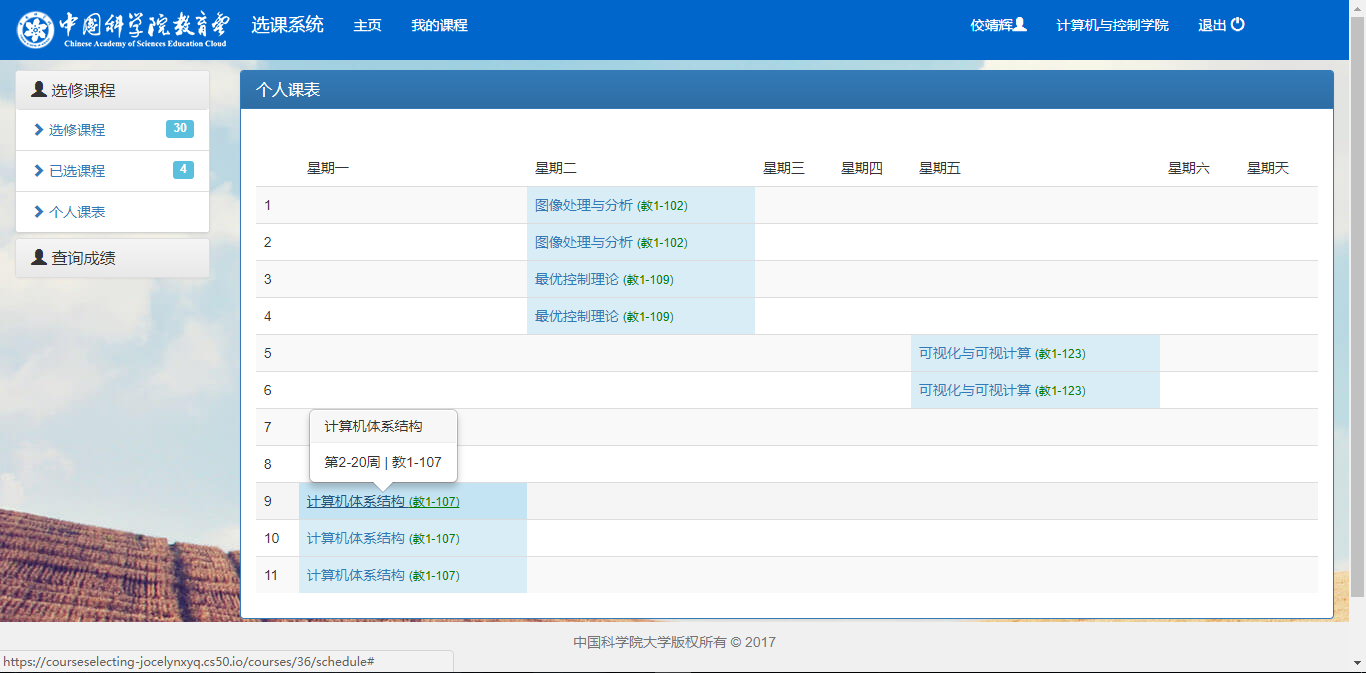 中国科学院教育云
Chinese Academy of Sciences Education Cloud
选课系统 主页 我的课程 佼靖辉 计算机与控制学院 退出
选修课程
选修课程 30
已选课程 4
个人课表
查询成绩
个人课表
星期一 星期二 星期三 星期四 星期五 星期六 星期天
1 图像处理与分析 (教1-102)
2 图像处理与分析 (教1-102)
3 最优控制理论 (教1-109)
4 最优控制理论 (教1-109)
5 可视化与可视计算 (教1-123)
6 可视化与可视计算 (教1-123)
7
计算机体系结构
8
第2-20周 | 教1-107
9 计算机体系结构 (教1-107)
10 计算机体系结构 (教1-107)
11 计算机体系结构 (教1-107)
中国科学院大学版权所有 © 2017
https://courseselecting-jocelynxyq.cs50.io/courses/36/schedule#